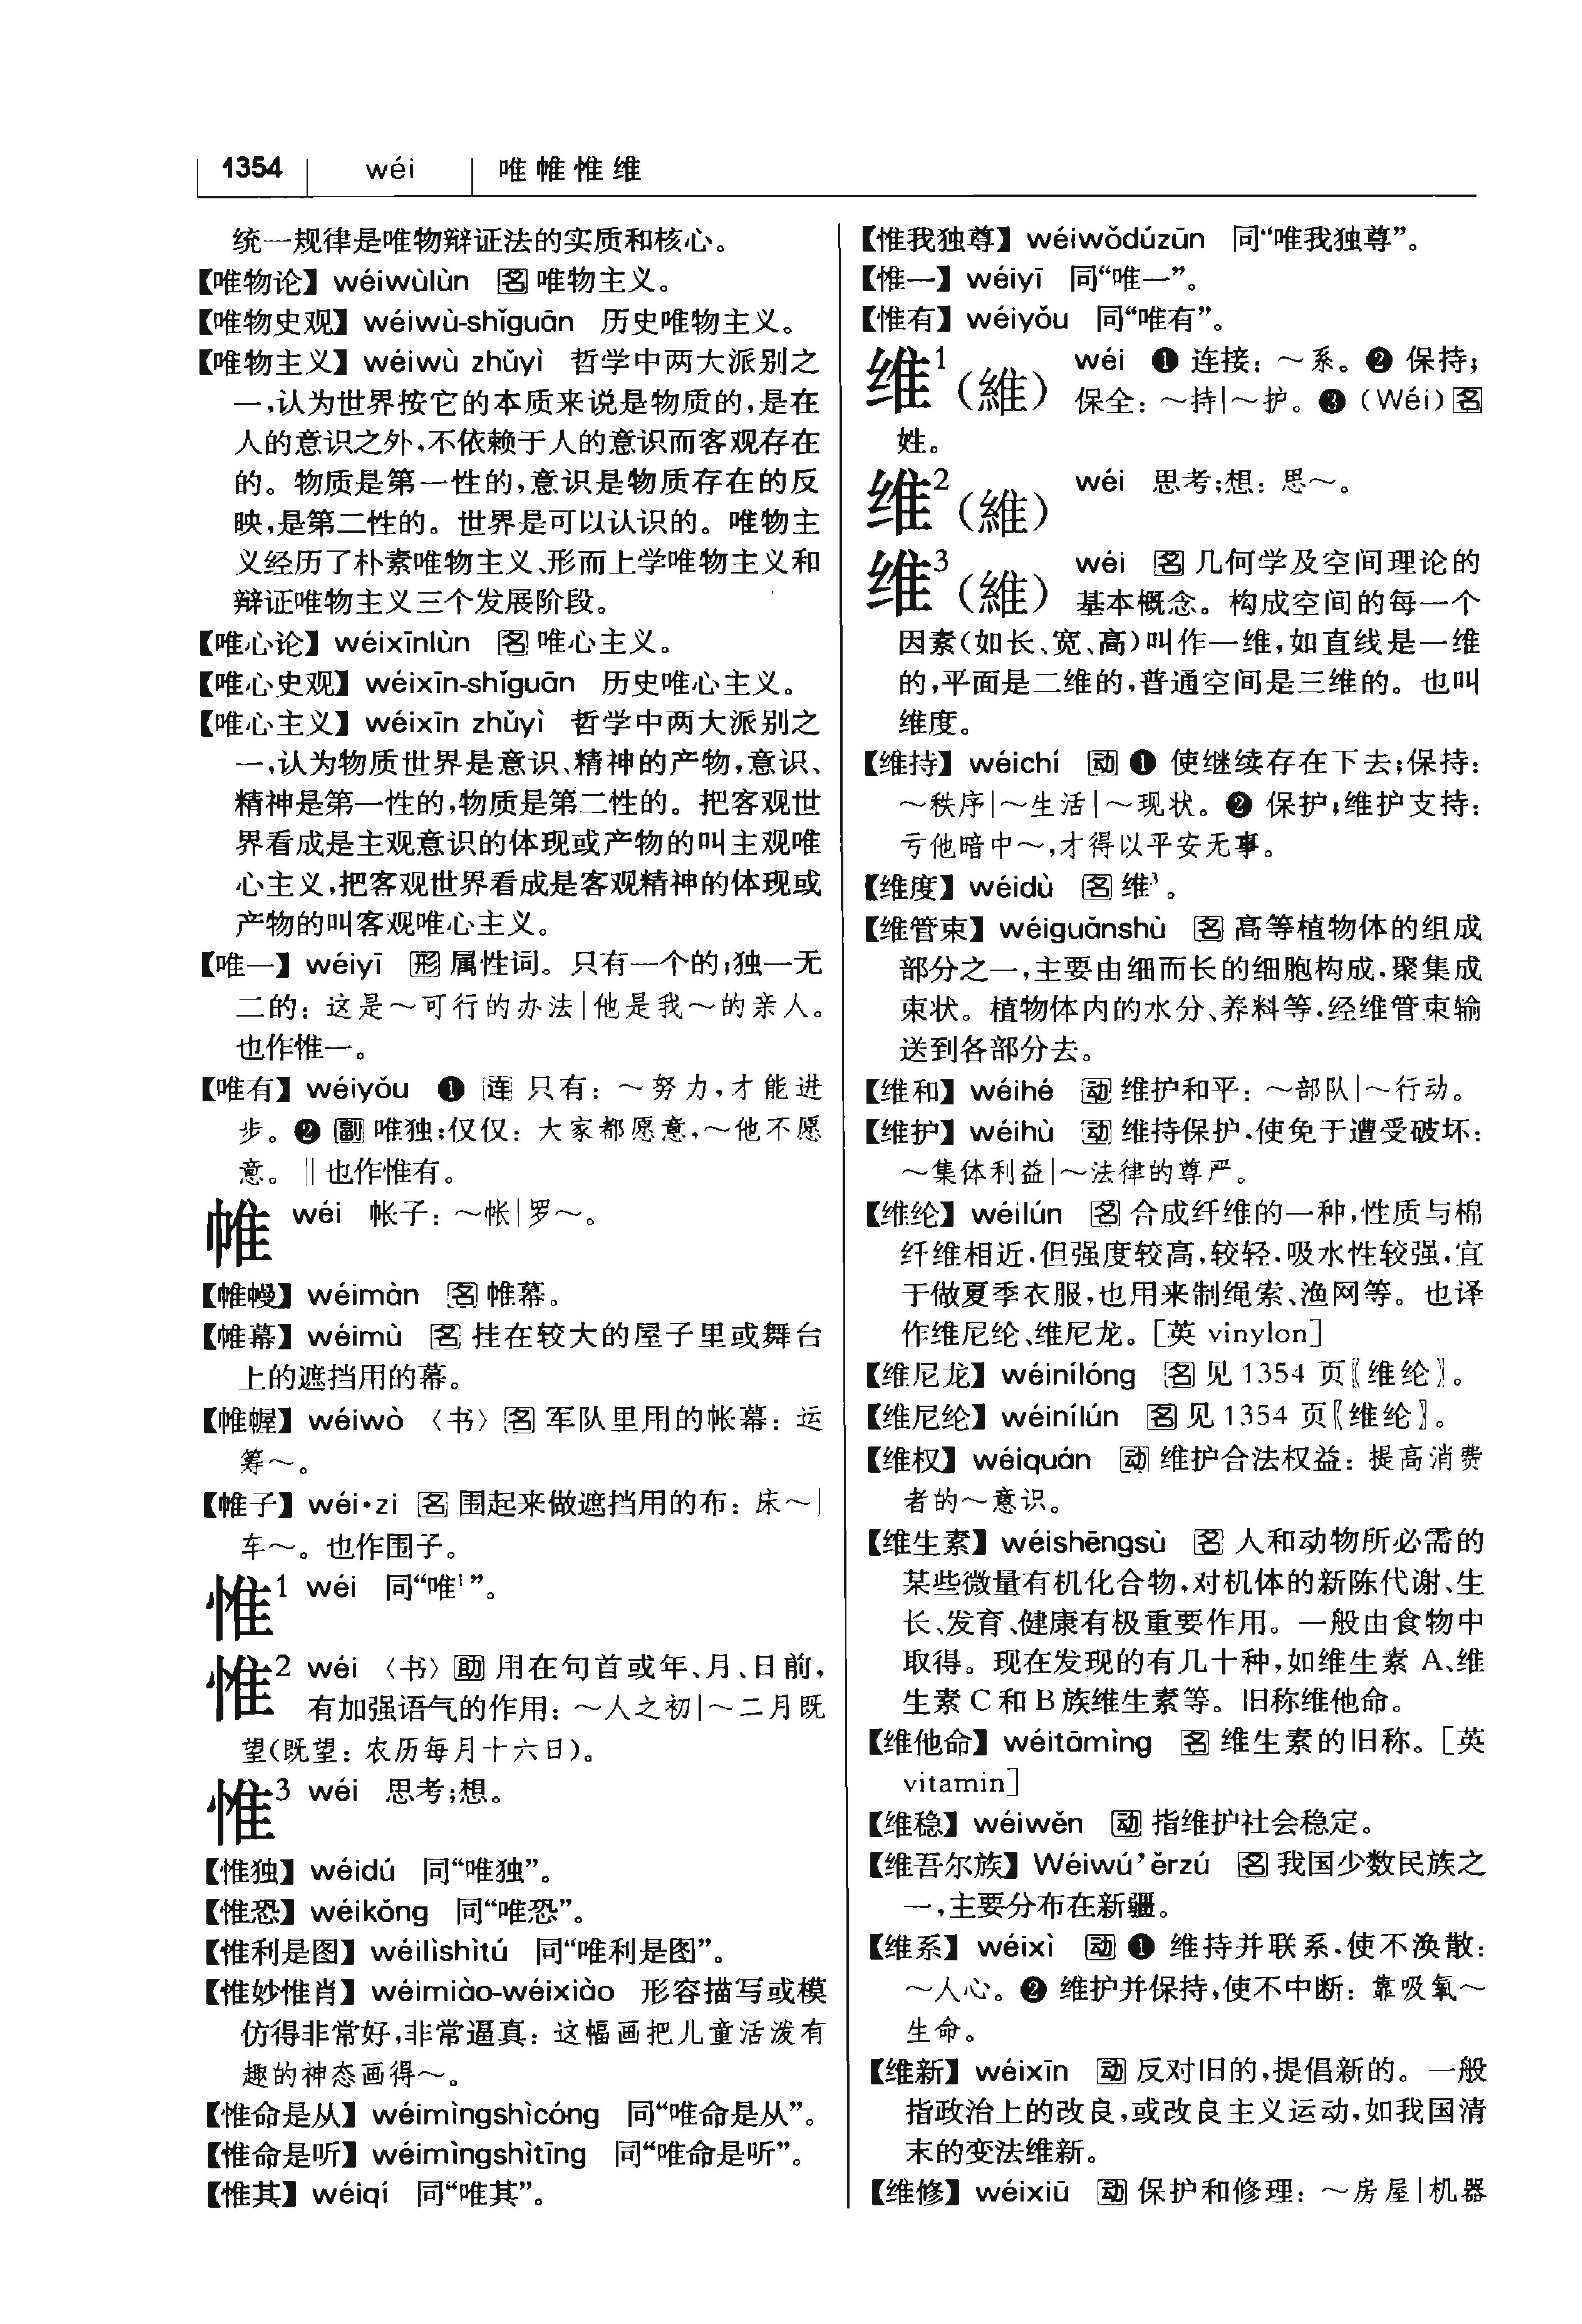 1354 wéi 唯帷惟维
统一规律是唯物辩证法的实质和核心。
【唯物论】wéiwùlùn 名 唯物主义。
【唯物史观】wéiwù-shǐguān 历史唯物主义。
【唯物主义】wéiwù zhǔyì 哲学中两大派别之
一,认为世界按它的本质来说是物质的,是在
人的意识之外,不依赖于人的意识而客观存在
的。物质是第一性的,意识是物质存在的反
映,是第二性的。世界是可以认识的。唯物主
义经历了朴素唯物主义、形而上学唯物主义和
辩证唯物主义三个发展阶段。
【唯心论】wéixīnlùn 名 唯心主义。
【唯心史观】wéixīn-shǐguān 历史唯心主义。
【唯心主义】wéixīn zhǔyì 哲学中两大派别之
一,认为物质世界是意识、精神的产物,意识、
精神是第一性的,物质是第二性的。把客观世
界看成是主观意识的体现或产物的叫主观唯
心主义,把客观世界看成是客观精神的体现或
产物的叫客观唯心主义。
【唯一】wéiyī 形 属性词。只有一个的;独一无
二的:这是～可行的办法|他是我～的亲人。
也作惟一。
【唯有】wéiyǒu ❶ 连 只有:～努力,才能进
步。❷ 副 唯独;仅仅:大家都愿意,～他不愿
意。‖也作惟有。
帷 wéi 帐子:～帐|罗～。
【帷幔】wéimàn 名 帷幕。
【帷幕】wéimù 名 挂在较大的屋子里或舞台
上的遮挡用的幕。
【帷幄】wéiwò 〈书〉名 军队里用的帐幕:运
筹～。
【帷子】wéi•zi 名 围起来做遮挡用的布:床～|
车～。也作围子。
惟1 wéi 同“唯1”。
惟2 wéi 〈书〉助 用在句首或年、月、日前,
有加强语气的作用:～人之初|～二月既
望(既望:农历每月十六日)。
惟3 wéi 思考;想。
【惟独】wéidú 同“唯独”。
【惟恐】wéikǒng 同“唯恐”。
【惟利是图】wéilìshìtú 同“唯利是图”。
【惟妙惟肖】wéimiào-wéixiào 形容描写或模
仿得非常好,非常逼真:这幅画把儿童活泼有
趣的神态画得～。
【惟命是从】wéimìngshìcóng 同“唯命是从”。
【惟命是听】wéimìngshìtīng 同“唯命是听”。
【惟其】wéiqí 同“唯其”。
【惟我独尊】wéiwǒdúzūn 同“唯我独尊”。
【惟一】wéiyī 同“唯一”。
【惟有】wéiyǒu 同“唯有”。
维1(維) wéi ❶ 连接:～系。❷ 保持;
保全:～持|～护。❸ (Wéi) 名
姓。
维2(維) wéi 思考;想:思～。
维3(維) wéi 名 几何学及空间理论的
基本概念。构成空间的每一个
因素(如长、宽、高)叫作一维,如直线是一维
的,平面是二维的,普通空间是三维的。也叫
维度。
【维持】wéichí 动 ❶ 使继续存在下去;保持:
～秩序|～生活|～现状。❷ 保护;维护支持:
亏他暗中～,才得以平安无事。
【维度】wéidù 名 维3。
【维管束】wéiguǎnshù 名 高等植物体的组成
部分之一,主要由细而长的细胞构成,聚集成
束状。植物体内的水分、养料等,经维管束输
送到各部分去。
【维和】wéihé 动 维护和平:～部队|～行动。
【维护】wéihù 动 维持保护,使免于遭受破坏:
～集体利益|～法律的尊严。
【维纶】wéilún 名 合成纤维的一种,性质与棉
纤维相近,但强度较高,较轻,吸水性较强,宜
于做夏季衣服,也用来制绳索、渔网等。也译
作维尼纶、维尼龙。[英 vinylon]
【维尼龙】wéinílóng 名 见 1354 页〖维纶〗。
【维尼纶】wéinílún 名 见 1354 页〖维纶〗。
【维权】wéiquán 动 维护合法权益:提高消费
者的～意识。
【维生素】wéishēngsù 名 人和动物所必需的
某些微量有机化合物,对机体的新陈代谢、生
长、发育、健康有极重要作用。一般由食物中
取得。现在发现的有几十种,如维生素 A、维
生素 C 和 B 族维生素等。旧称维他命。
【维他命】wéitāmìng 名 维生素的旧称。[英
vitamin]
【维稳】wéiwěn 动 指维护社会稳定。
【维吾尔族】Wéiwú’ěrzú 名 我国少数民族之
一,主要分布在新疆。
【维系】wéixì 动 ❶ 维持并联系,使不涣散:
～人心。❷ 维护并保持,使不中断:靠吸氧～
生命。
【维新】wéixīn 动 反对旧的,提倡新的。一般
指政治上的改良,或改良主义运动,如我国清
末的变法维新。
【维修】wéixiū 动 保护和修理:～房屋|机器